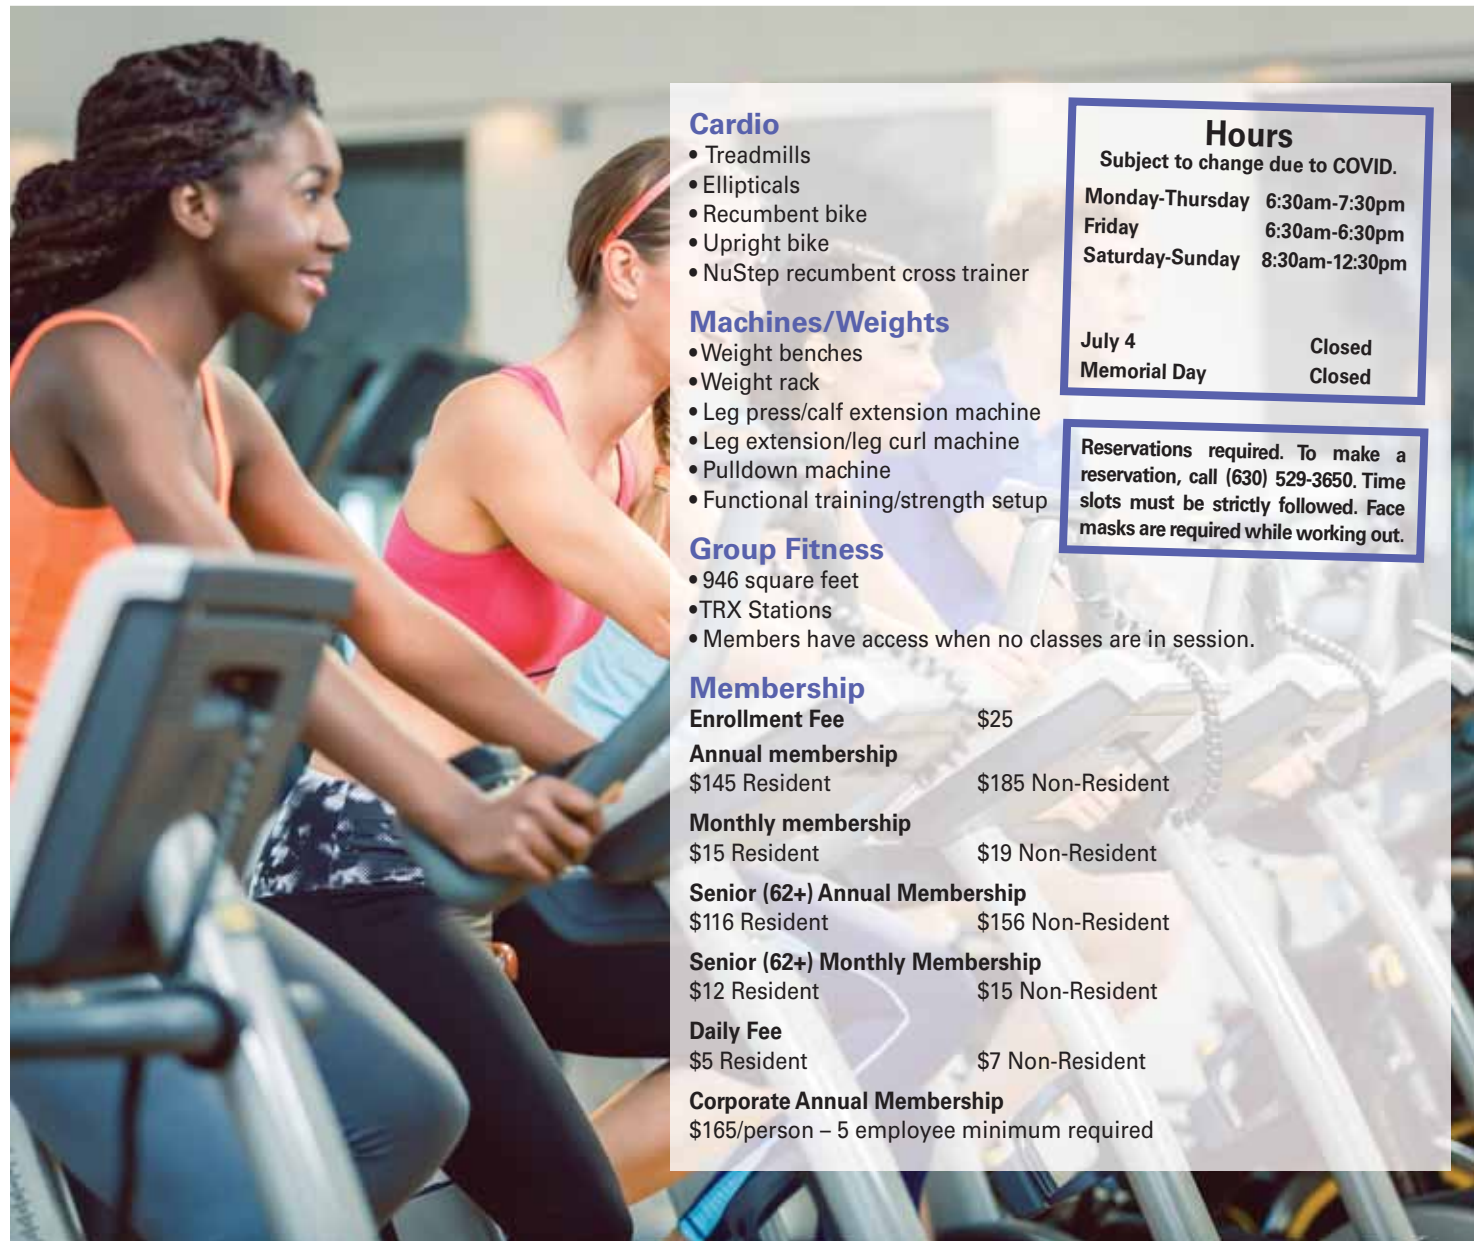 Cardio
• Treadmills
• Ellipticals
• Recumbent bike
• Upright bike
• NuStep recumbent cross trainer
Machines/Weights
• Weight benches
• Weight rack
• Leg press/calf extension machine
• Leg extension/leg curl machine
• Pulldown machine
• Functional training/strength setup
Group Fitness
• 946 square feet
• TRX Stations
• Members have access when no classes are in session.
Membership
Enrollment Fee $25
Annual membership
$145 Resident $185 Non-Resident
Monthly membership
$15 Resident $19 Non-Resident
Senior (62+) Annual Membership
$116 Resident $156 Non-Resident
Senior (62+) Monthly Membership
$12 Resident $15 Non-Resident
Daily Fee
$5 Resident $7 Non-Resident
Corporate Annual Membership
$165/person – 5 employee minimum required
Hours
Subject to change due to COVID.
Monday-Thursday 6:30am-7:30pm
Friday 6:30am-6:30pm
Saturday-Sunday 8:30am-12:30pm
July 4 Closed
Memorial Day Closed
Reservations required. To make a
reservation, call (630) 529-3650. Time
slots must be strictly followed. Face
masks are required while working out.